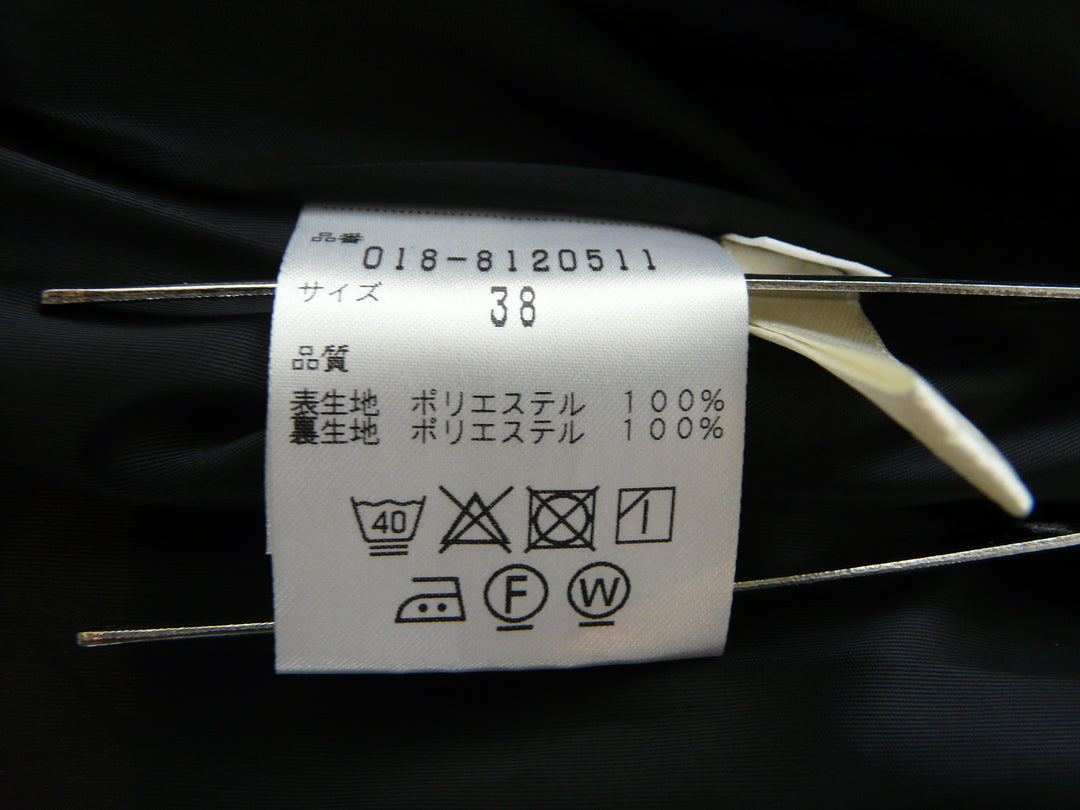 品番
018-8120511
サイズ 38
品質
表生地 ポリエステル 100%
裏生地 ポリエステル 100%
40
F W